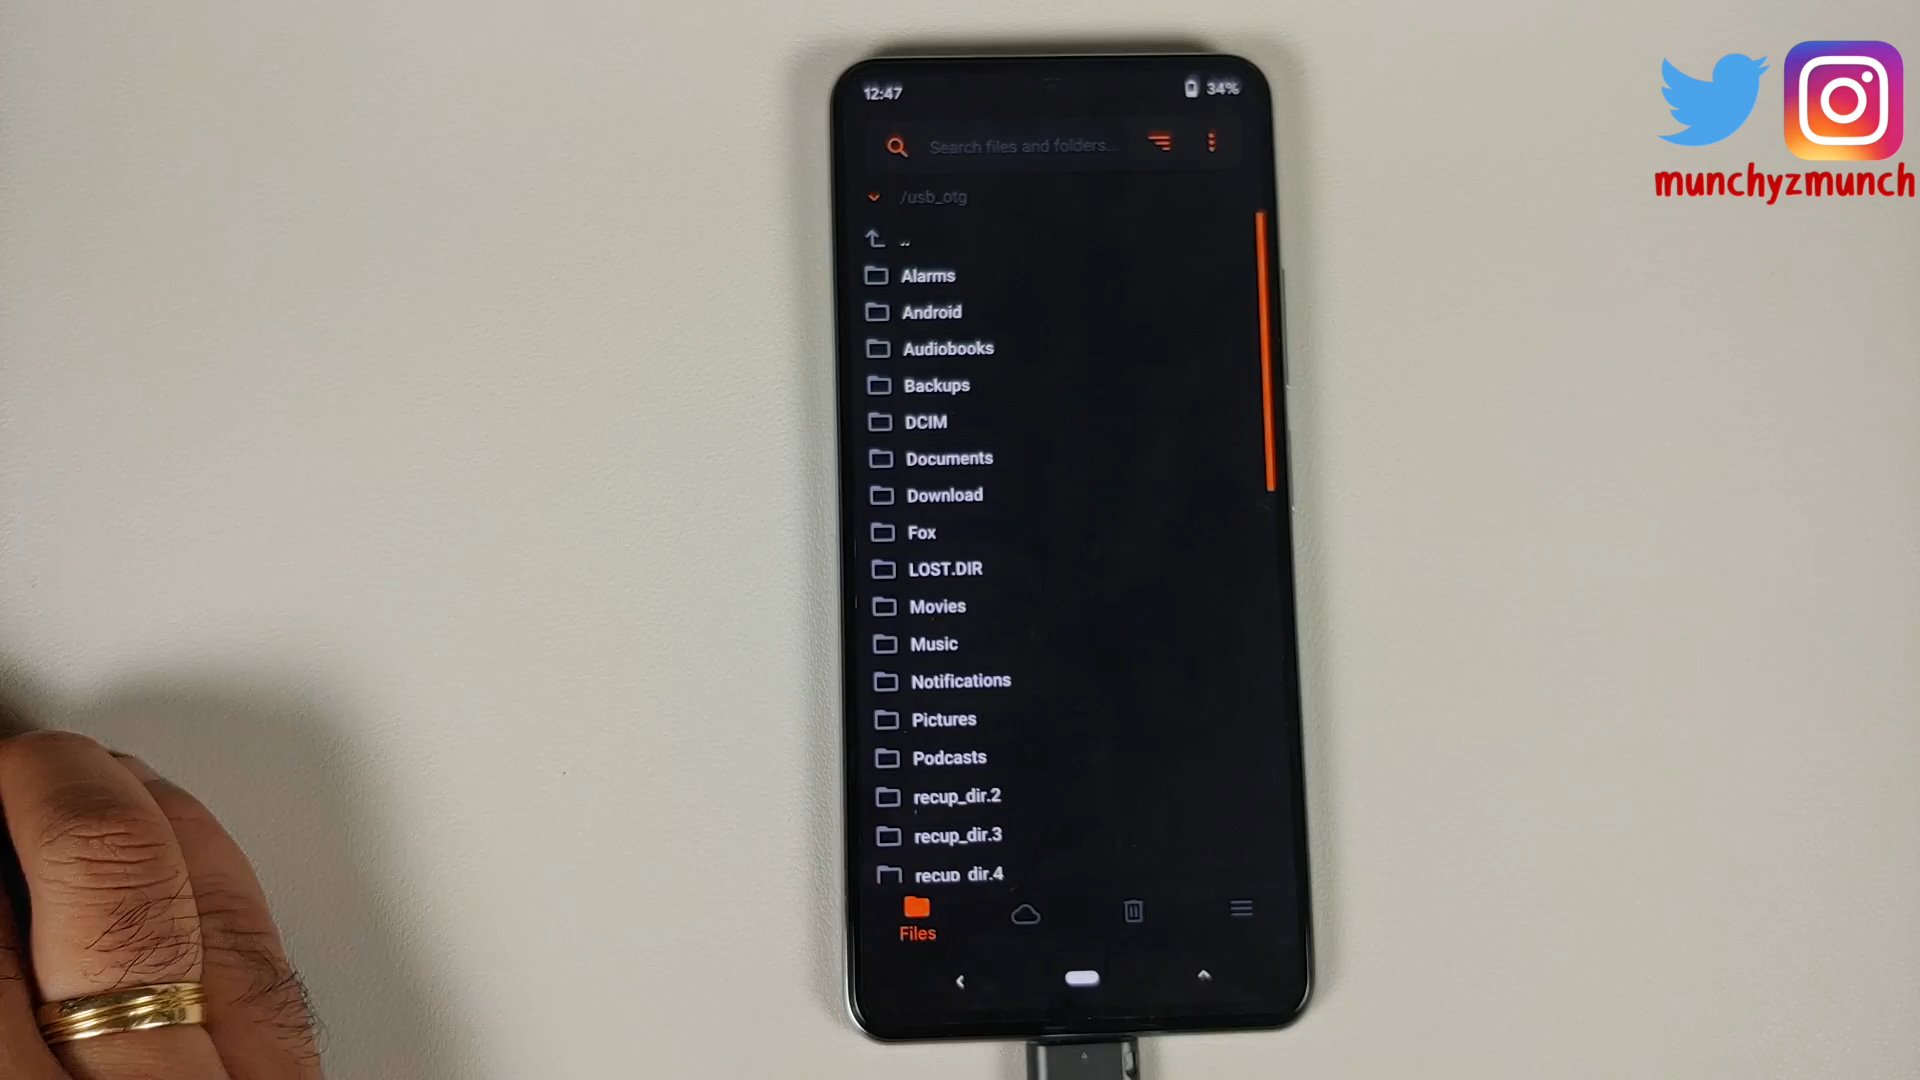 12:47
34%
Search files and folders...
/usb_otg
..
Alarms
Android
Audiobooks
Backups
DCIM
Documents
Download
Fox
LOST.DIR
Movies
Music
Notifications
Pictures
Podcasts
recup_dir.2
recup_dir.3
recup_dir.4
Files
munchyzmunch